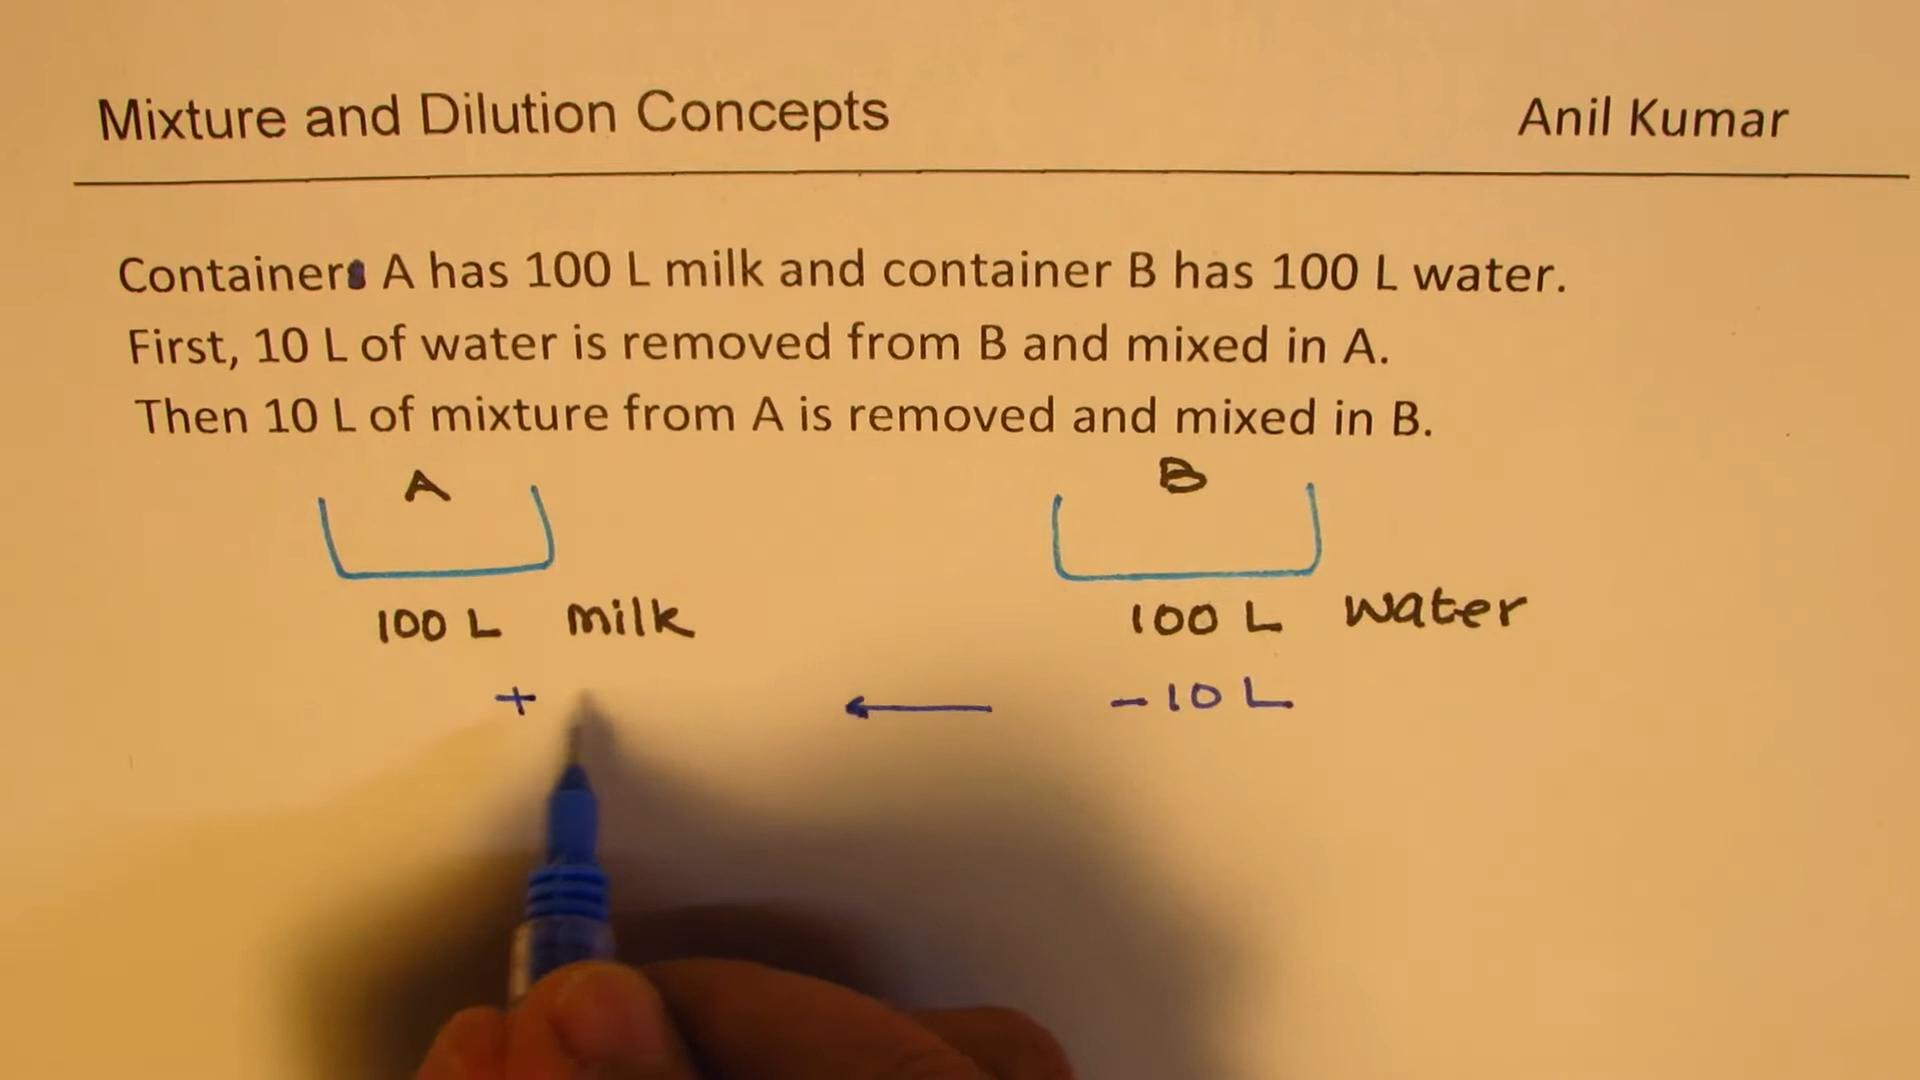 Mixture and Dilution Concepts Anil Kumar
Containers A has 100 L milk and container B has 100 L water.
First, 10 L of water is removed from B and mixed in A.
Then 10 L of mixture from A is removed and mixed in B.
A B
100 L milk 100 L water
+ ← -10 L